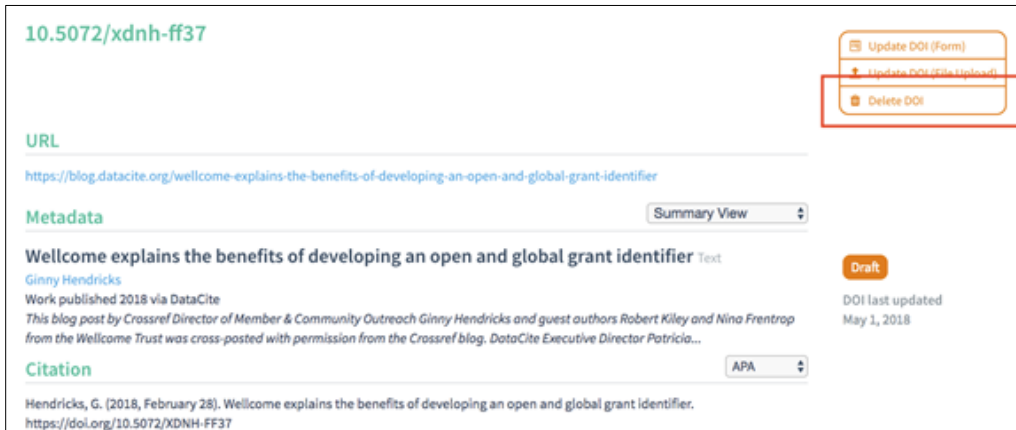 10.5072/xdnh-ff37
Update DOI (Form)
Update DOI (File Upload)
Delete DOI
URL
https://blog.datacite.org/wellcome-explains-the-benefits-of-developing-an-open-and-global-grant-identifier
Metadata
Summary View
Wellcome explains the benefits of developing an open and global grant identifier Text
Ginny Hendricks
Work published 2018 via DataCite
This blog post by Crossref Director of Member & Community Outreach Ginny Hendricks and guest authors Robert Kiley and Nina Frentrop
from the Wellcome Trust was cross-posted with permission from the Crossref blog. DataCite Executive Director Patricia...
Draft
DOI last updated
May 1, 2018
Citation
APA
Hendricks, G. (2018, February 28). Wellcome explains the benefits of developing an open and global grant identifier.
https://doi.org/10.5072/XDNH-FF37